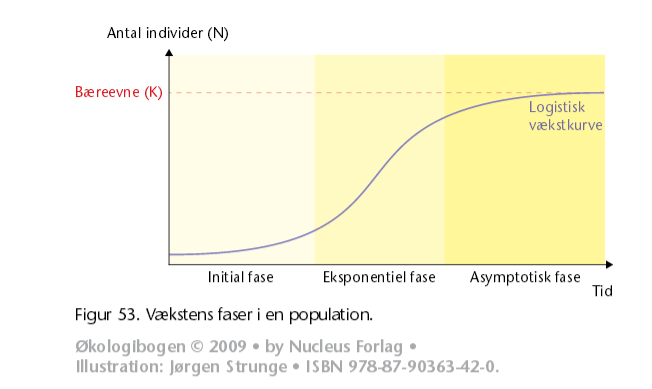 Antal individer (N)
Bæreevne (K)
Logistisk
vækstkurve
Initial fase
Eksponentiel fase
Asymptotisk fase
Tid
Figur 53. Vækstens faser i en population.
Økologibogen © 2009 • by Nucleus Forlag •
Illustration: Jørgen Strunge • ISBN 978-87-90363-42-0.